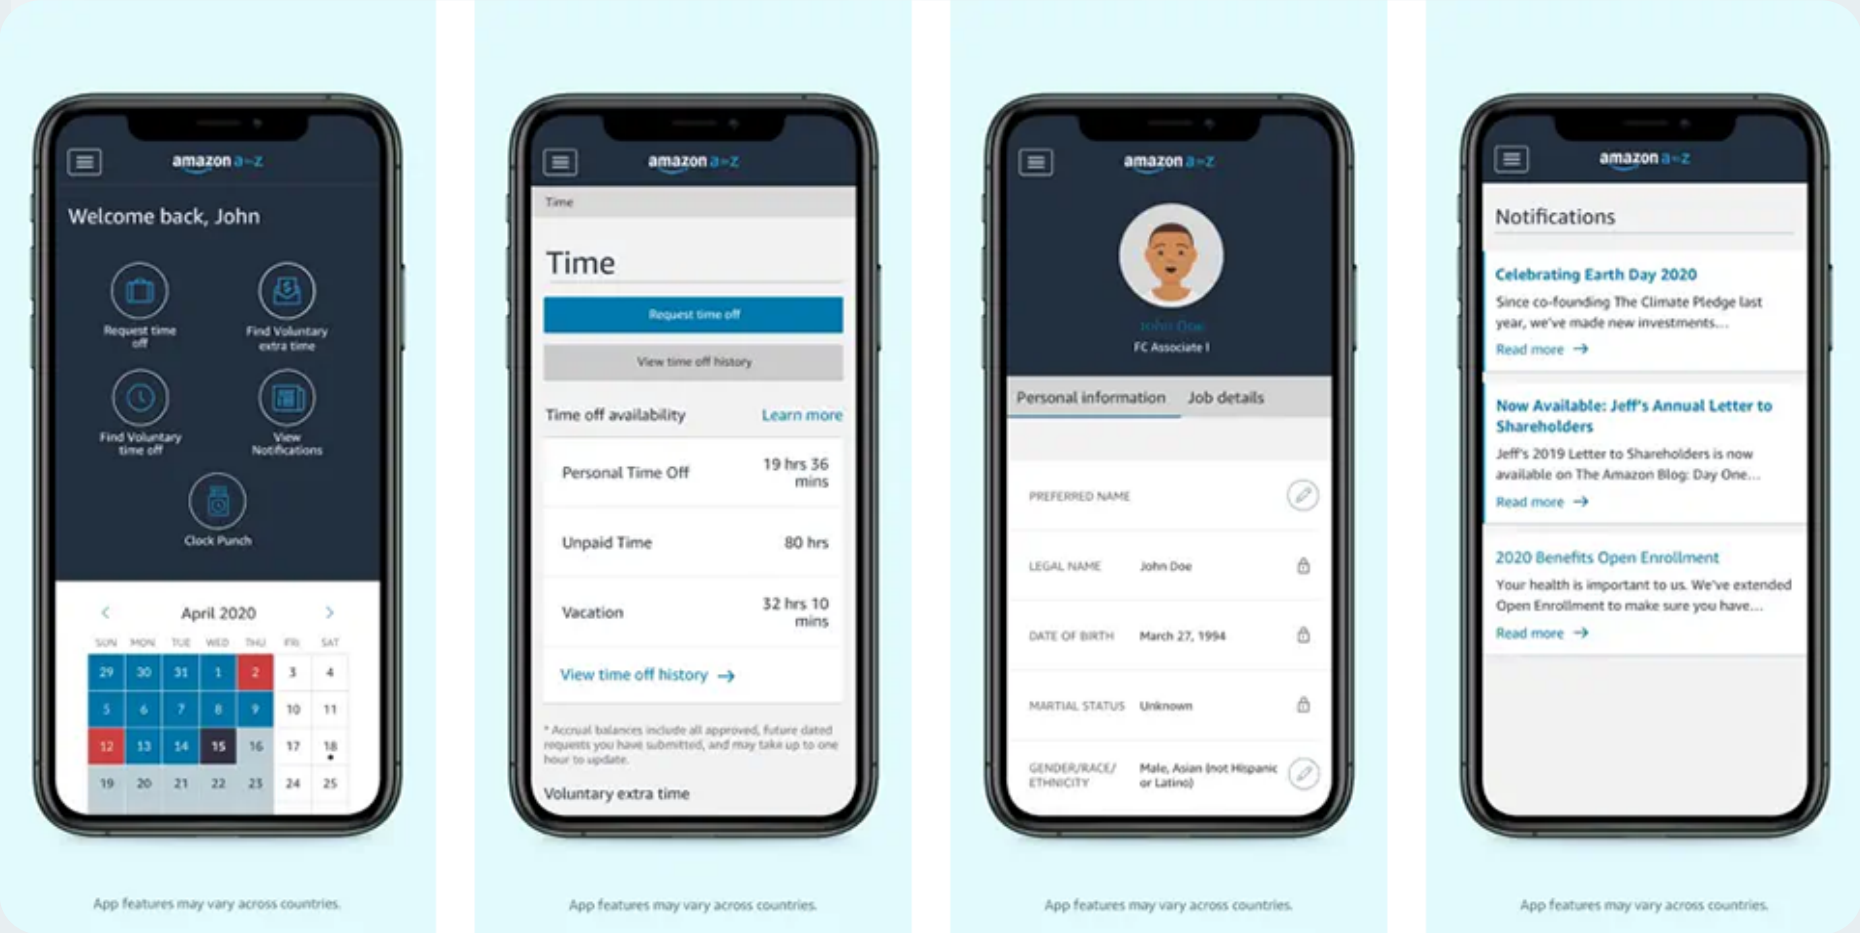 amazon a to z
Welcome back, John
Request time
off
Find Voluntary
extra time
Find Voluntary
time off
View
Notifications
Clock Punch
April 2020
SUN MON TUE WED THU FRI SAT
29 30 31 1 2 3 4
5 6 7 8 9 10 11
12 13 14 15 16 17 18
19 20 21 22 23 24 25
App features may vary across countries.
amazon a to z
Time
Time
Request time off
View time off history
Time off availability Learn more
Personal Time Off 19 hrs 36
mins
Unpaid Time 80 hrs
Vacation 32 hrs 10
mins
View time off history →
* Accrual balances include all approved, future dated
requests you have submitted, and may take up to one
hour to update.
Voluntary extra time
App features may vary across countries.
amazon a to z
John Doe
FC Associate I
Personal information Job details
PREFERRED NAME
LEGAL NAME John Doe
DATE OF BIRTH March 27, 1994
MARTIAL STATUS Unknown
GENDER/RACE/
ETHNICITY
Male, Asian (not Hispanic
or Latino)
App features may vary across countries.
amazon a to z
Notifications
Celebrating Earth Day 2020
Since co-founding The Climate Pledge last
year, we've made new investments...
Read more →
Now Available: Jeff's Annual Letter to
Shareholders
Jeff's 2019 Letter to Shareholders is now
available on The Amazon Blog: Day One...
Read more →
2020 Benefits Open Enrollment
Your health is important to us. We've extended
Open Enrollment to make sure you have...
Read more →
App features may vary across countries.